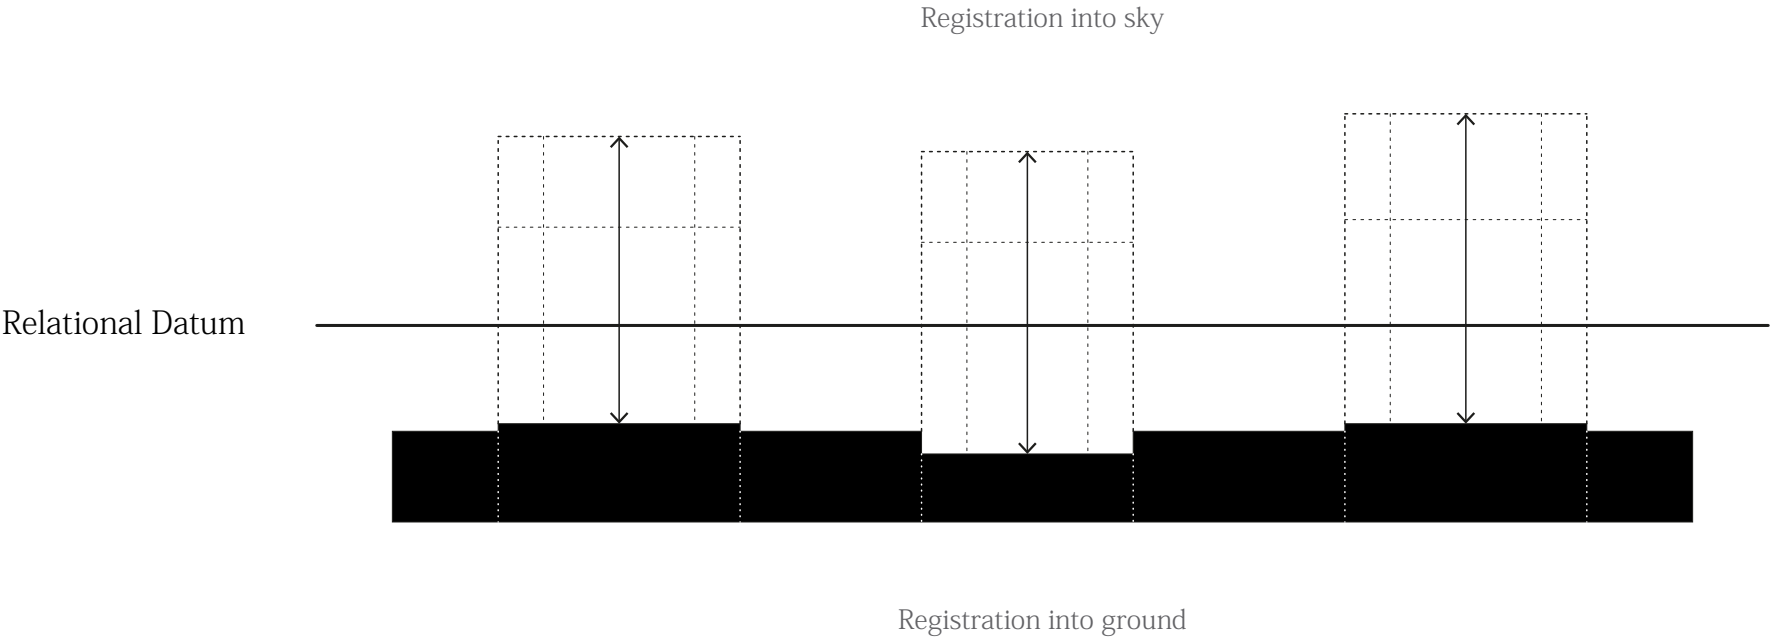 Registration into sky
Relational Datum
Registration into ground